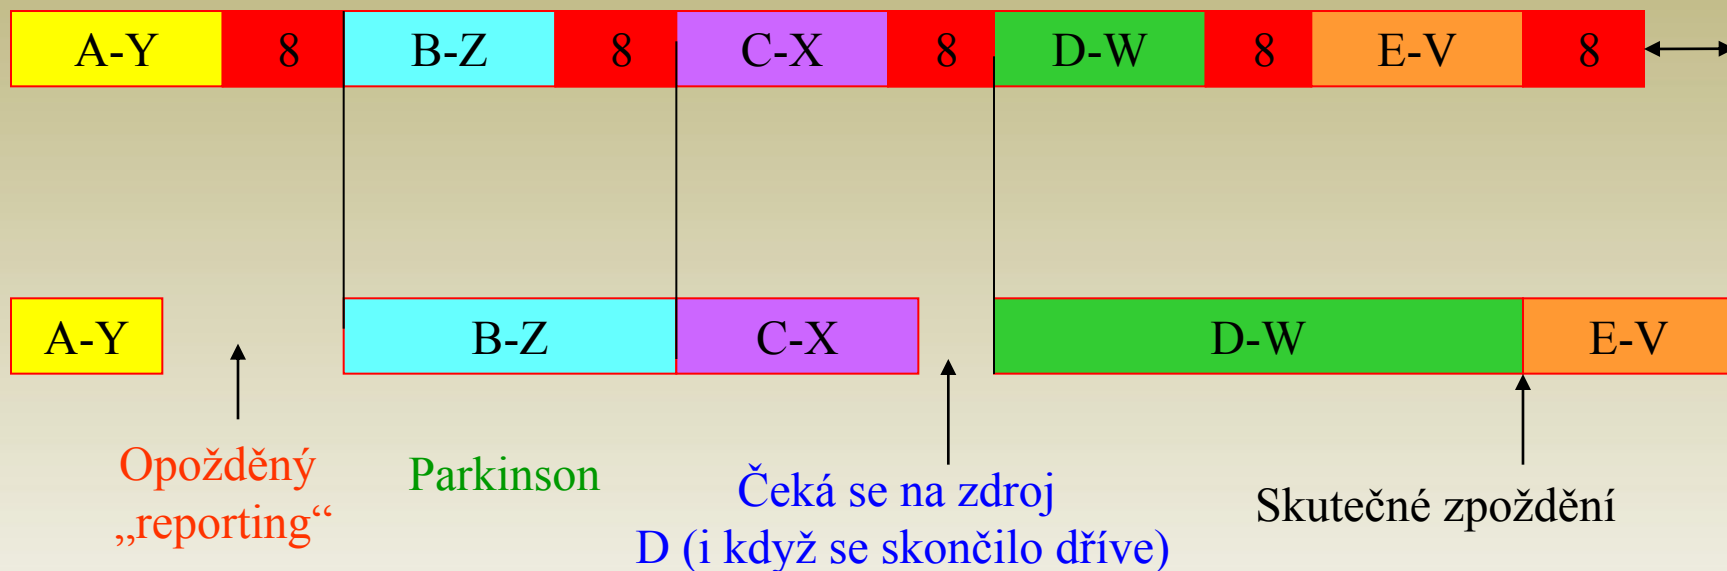 A-Y 8 B-Z 8 C-X 8 D-W 8 E-V 8
A-Y B-Z C-X D-W E-V
Opožděný
„reporting“
Parkinson
Čeká se na zdroj
D (i když se skončilo dříve)
Skutečné zpoždění